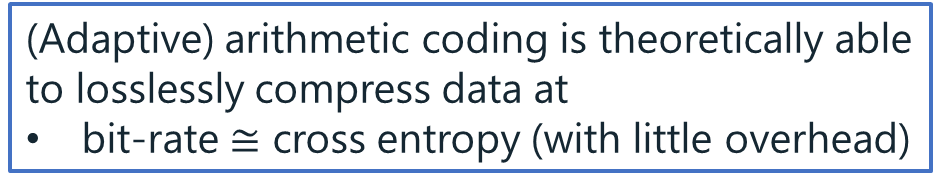 (Adaptive) arithmetic coding is theoretically able
to losslessly compress data at
• bit-rate ≅ cross entropy (with little overhead)